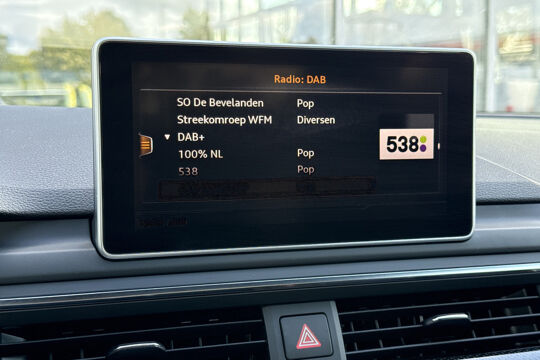 Radio: DAB
SO De Bevelanden Pop
Streekomroep WFM Diversen
DAB+
100% NL Pop
538 Pop
538